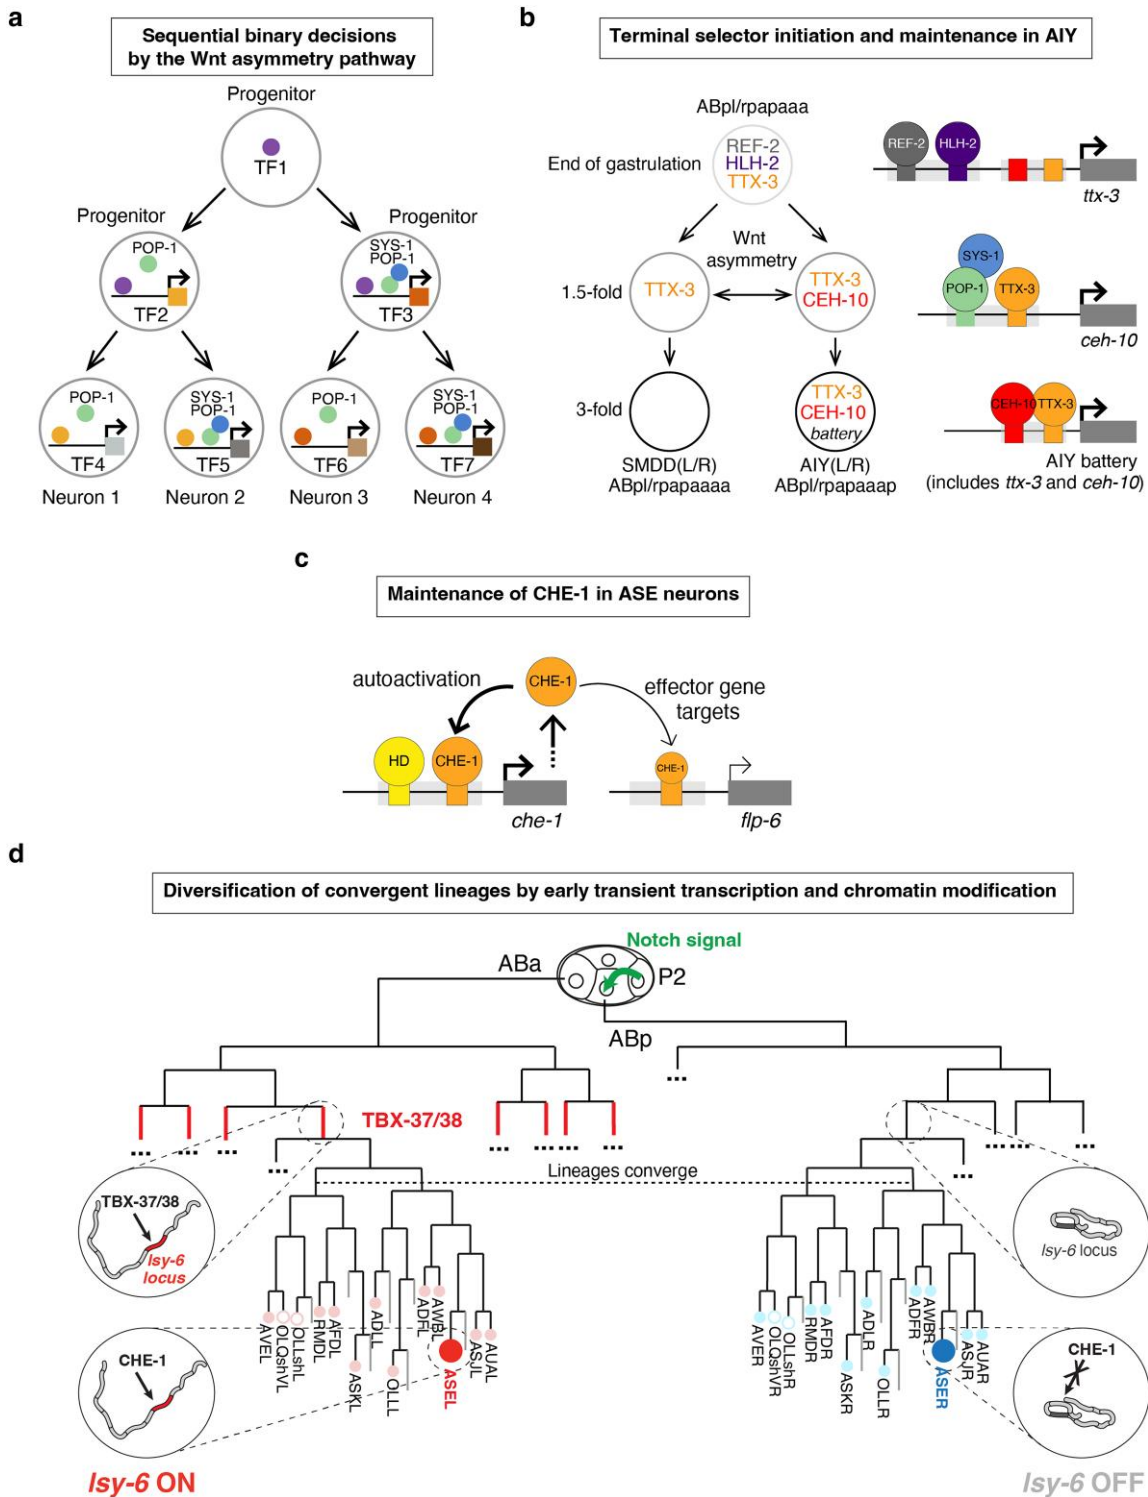 a
Sequential binary decisions
by the Wnt asymmetry pathway
Progenitor
TF1
Progenitor
Progenitor
POP-1
TF2
SYS-1
POP-1
TF3
POP-1
TF4
SYS-1
POP-1
TF5
POP-1
TF6
SYS-1
POP-1
TF7
Neuron 1
Neuron 2
Neuron 3
Neuron 4
b
Terminal selector initiation and maintenance in AIY
ABpl/rpapaaa
End of gastrulation
REF-2
HLH-2
TTX-3
Wnt
asymmetry
1.5-fold
TTX-3
TTX-3
CEH-10
3-fold
TTX-3
CEH-10
battery
SMDD(L/R)
ABpl/rpapaaaa
AIY(L/R)
ABpl/rpapaaap
REF-2
HLH-2
ttx-3
SYS-1
POP-1
TTX-3
ceh-10
CEH-10
TTX-3
AIY battery
(includes ttx-3 and ceh-10)
c
Maintenance of CHE-1 in ASE neurons
autoactivation
CHE-1
effector gene
targets
HD
CHE-1
che-1
CHE-1
flp-6
d
Diversification of convergent lineages by early transient transcription and chromatin modification
Notch signal
ABa
P2
ABp
...
TBX-37/38
... ... ... ... ... ... ... ... ...
...
...
Lineages converge
TBX-37/38
lsy-6
locus
lsy-6 locus
AVEL
OLQshVL
OLLshL
RMDL
AFDL
ASKL
ADLL
OLLL
ADFL
AWBL
ASEL
ASJL
AUAL
AVER
OLQshVR
OLLshR
RMDR
AFDR
ASKR
ADLR
OLLR
ADFR
AWBR
ASER
ASJR
AUAR
CHE-1
CHE-1
lsy-6 ON
lsy-6 OFF